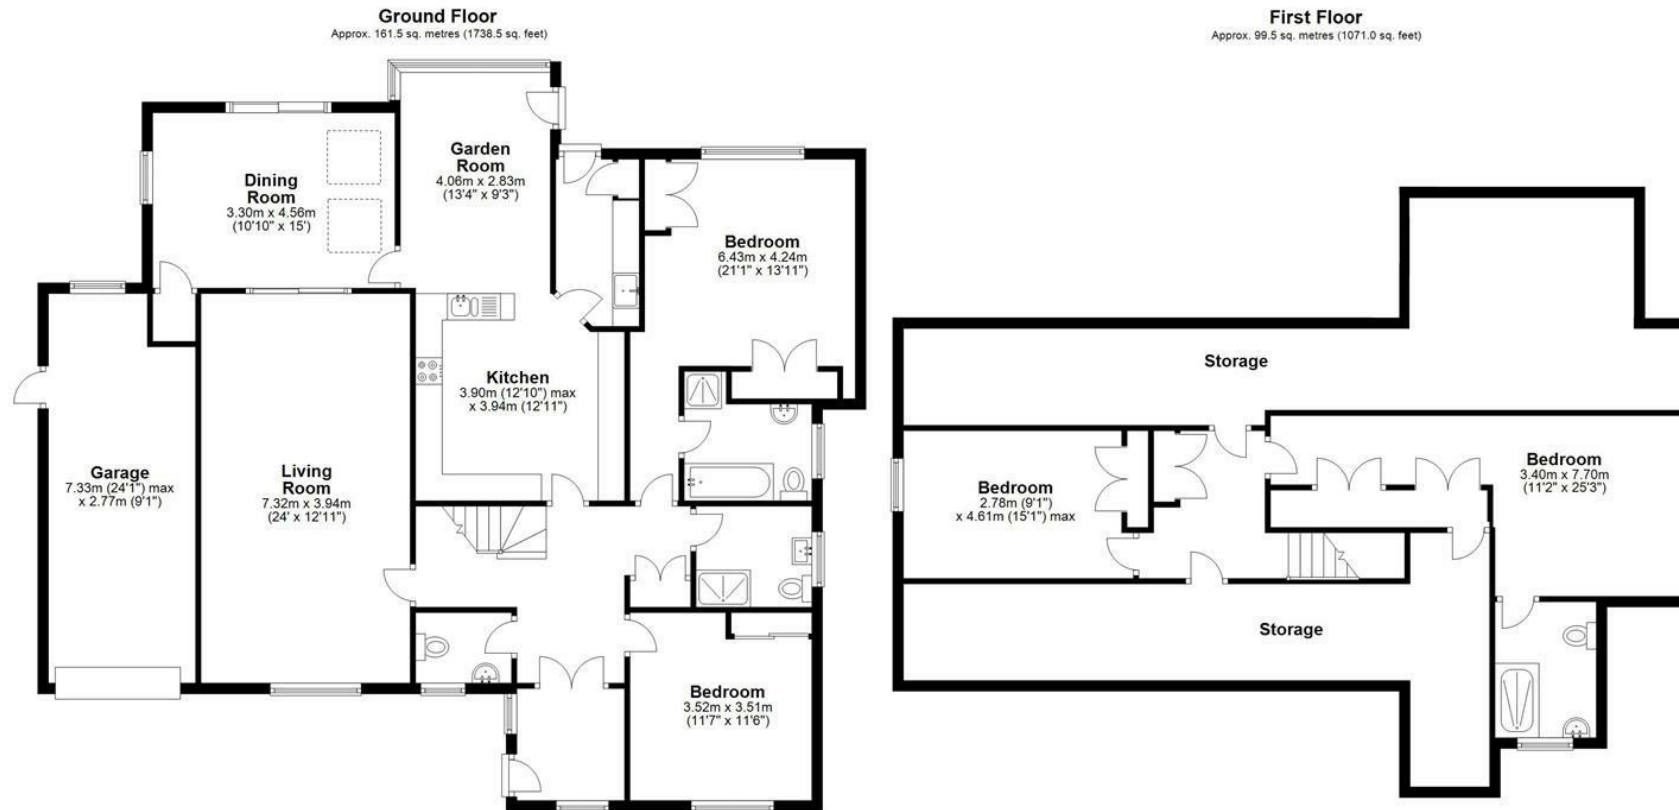 Ground Floor
Approx. 161.5 sq. metres (1738.5 sq. feet)
First Floor
Approx. 99.5 sq. metres (1071.0 sq. feet)
Garden
Room
4.06m x 2.83m
(13'4" x 9'3")
Dining
Room
3.30m x 4.56m
(10'10" x 15')
Bedroom
6.43m x 4.24m
(21'1" x 13'11")
Kitchen
3.90m (12'10") max
x 3.94m (12'11")
Garage
7.33m (24'1") max
x 2.77m (9'1")
Living
Room
7.32m x 3.94m
(24' x 12'11")
Bedroom
3.52m x 3.51m
(11'7" x 11'6")
Storage
Bedroom
3.40m x 7.70m
(11'2" x 25'3")
Bedroom
2.78m (9'1")
x 4.61m (15'1") max
Storage